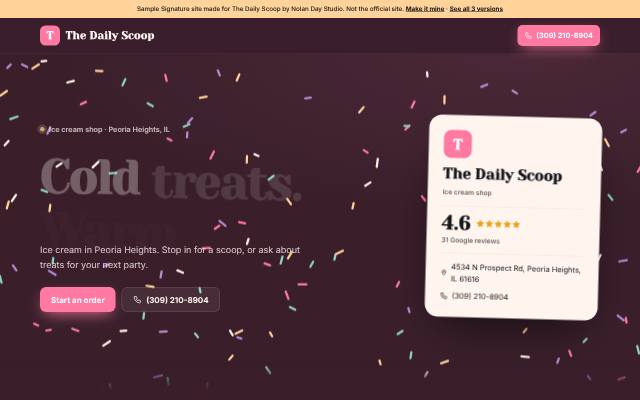 Sample Signature site made for The Daily Scoop by Nolan Day Studio. Not the official site. Make it mine · See all 3 versions
T The Daily Scoop
(309) 210-8904
Ice cream shop · Peoria Heights, IL
Cold treats.
Warm
Ice cream in Peoria Heights. Stop in for a scoop, or ask about
treats for your next party.
Start an order
(309) 210-8904
T
The Daily Scoop
Ice cream shop
4.6
31 Google reviews
4534 N Prospect Rd, Peoria Heights,
IL 61616
(309) 210-8904